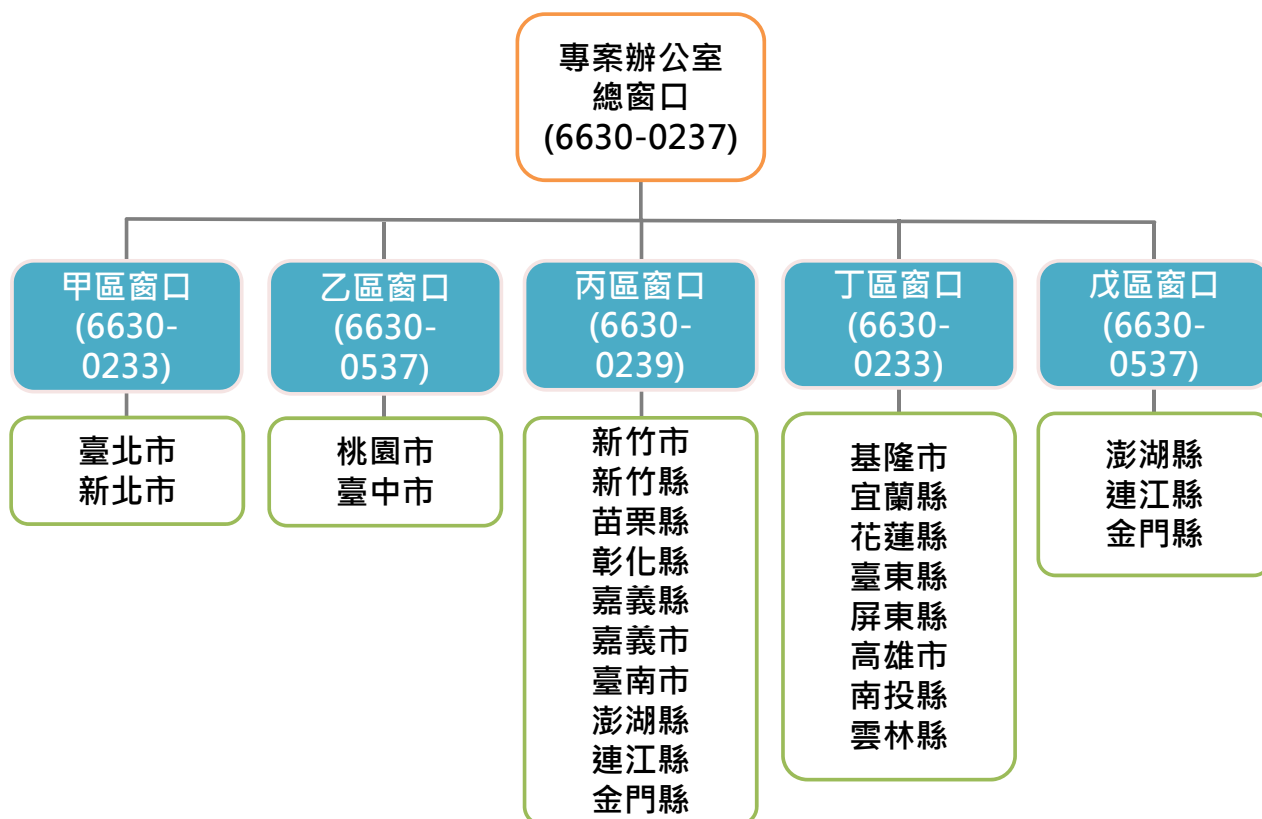 專案辦公室
總窗口
(6630-0237)
甲區窗口
(6630-
0233)
臺北市
新北市
乙區窗口
(6630-
0537)
桃園市
臺中市
丙區窗口
(6630-
0239)
新竹市
新竹縣
苗栗縣
彰化縣
嘉義縣
嘉義市
臺南市
澎湖縣
連江縣
金門縣
丁區窗口
(6630-
0233)
基隆市
宜蘭縣
花蓮縣
臺東縣
屏東縣
高雄市
南投縣
雲林縣
戊區窗口
(6630-
0537)
澎湖縣
連江縣
金門縣